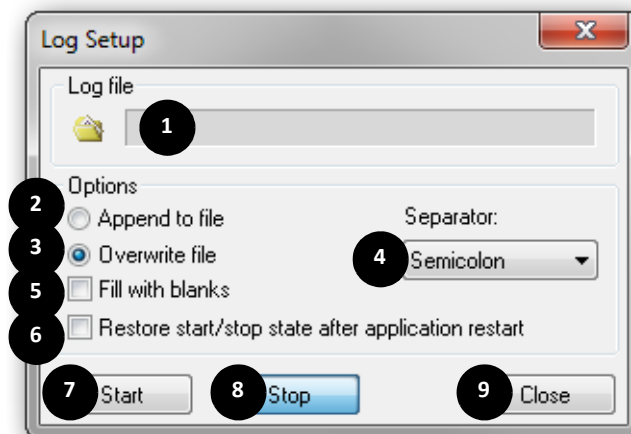 Log Setup
Log file
1
Options
2 Append to file
Separator:
3 Overwrite file
4 Semicolon
5 Fill with blanks
6 Restore start/stop state after application restart
7 Start 8 Stop 9 Close